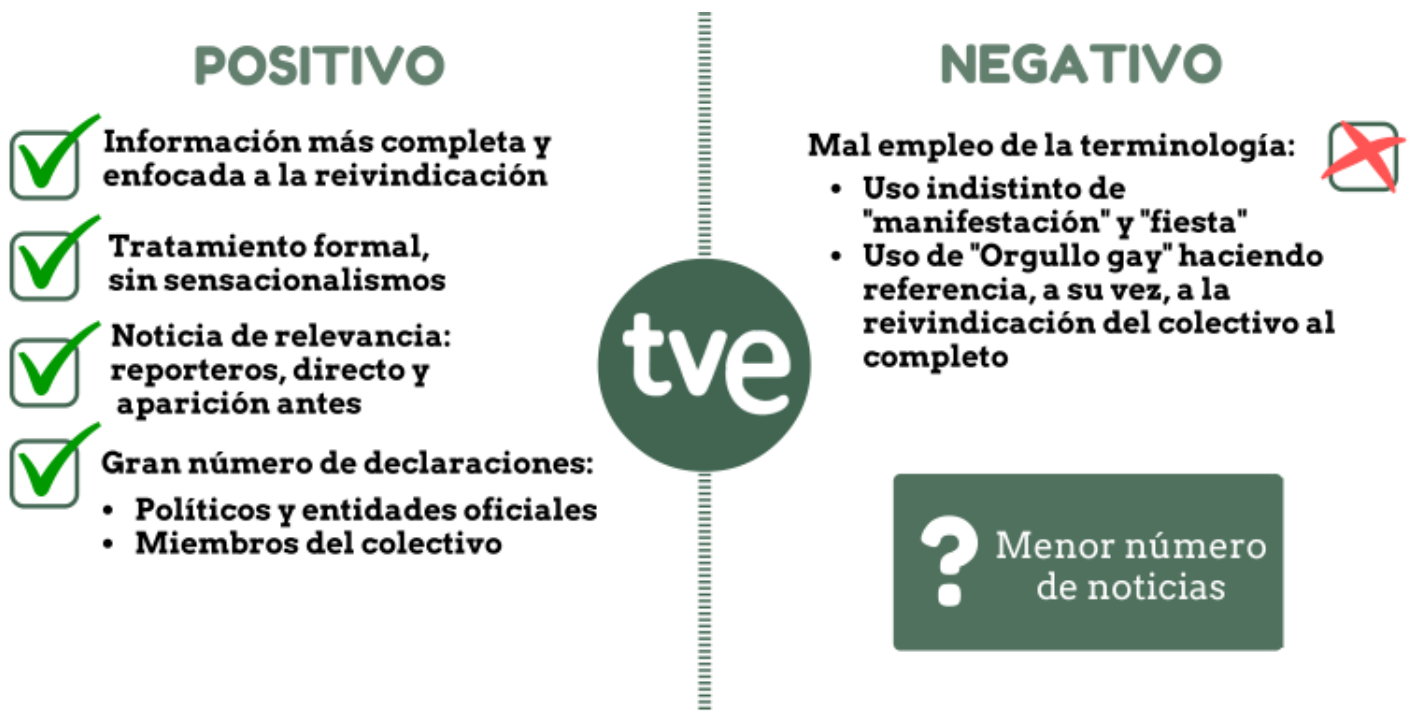 POSITIVO
Información más completa y
enfocada a la reivindicación
Tratamiento formal,
sin sensacionalismos
Noticia de relevancia:
reporteros, directo y
aparición antes
Gran número de declaraciones:
• Políticos y entidades oficiales
• Miembros del colectivo
tve
NEGATIVO
Mal empleo de la terminología:
• Uso indistinto de
"manifestación" y "fiesta"
• Uso de "Orgullo gay" haciendo
referencia, a su vez, a la
reivindicación del colectivo al
completo
? Menor número
de noticias